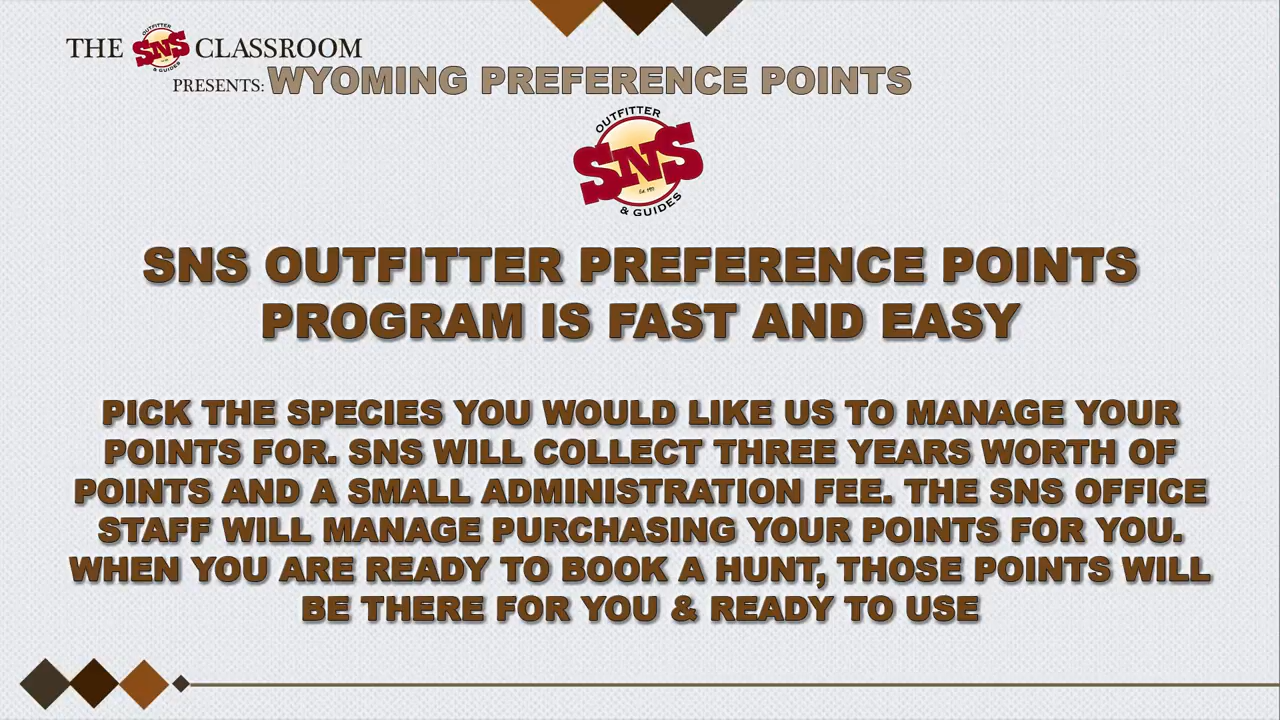 THE SNS CLASSROOM
OUTFITTER
& GUIDES
PRESENTS: WYOMING PREFERENCE POINTS
OUTFITTER
SNS
& GUIDES
SNS OUTFITTER PREFERENCE POINTS
PROGRAM IS FAST AND EASY
PICK THE SPECIES YOU WOULD LIKE US TO MANAGE YOUR
POINTS FOR. SNS WILL COLLECT THREE YEARS WORTH OF
POINTS AND A SMALL ADMINISTRATION FEE. THE SNS OFFICE
STAFF WILL MANAGE PURCHASING YOUR POINTS FOR YOU.
WHEN YOU ARE READY TO BOOK A HUNT, THOSE POINTS WILL
BE THERE FOR YOU & READY TO USE